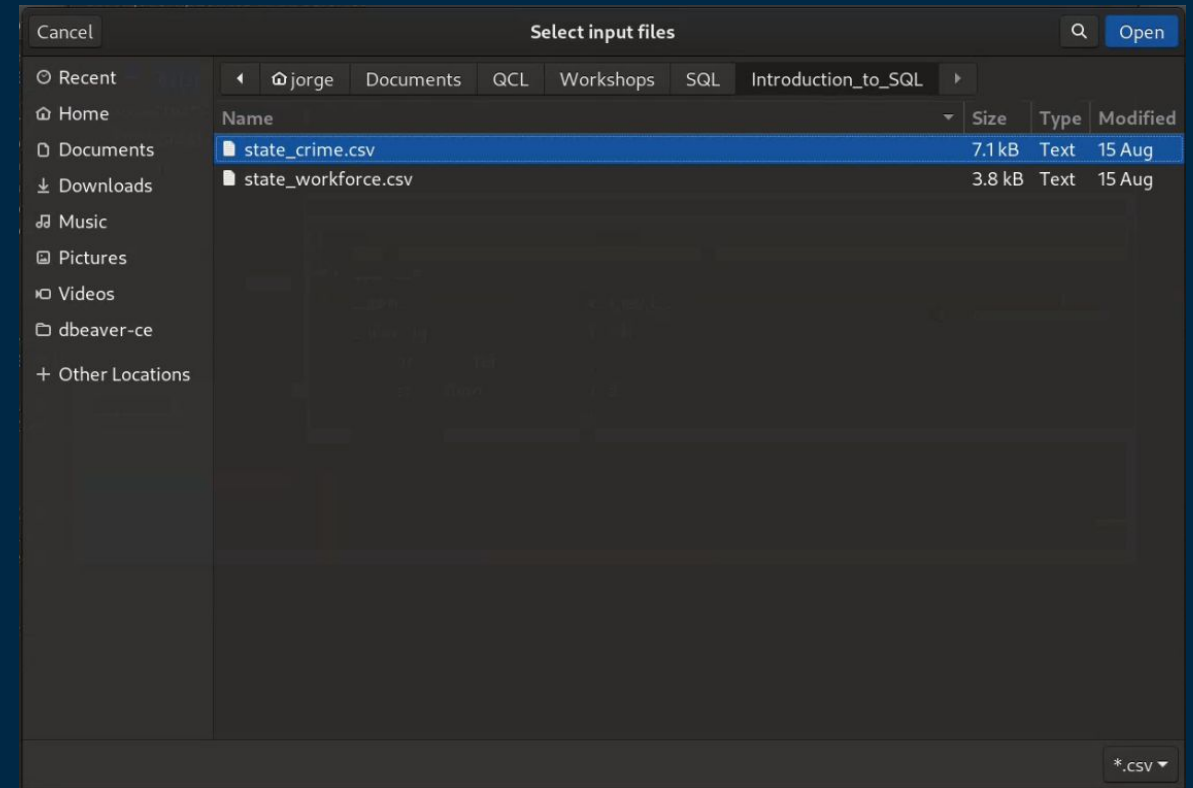 Cancel Select input files Open
Recent
Home
Documents
Downloads
Music
Pictures
Videos
dbeaver-ce
+ Other Locations
jorge Documents QCL Workshops SQL Introduction_to_SQL
Name Size Type Modified
state_crime.csv 7.1 kB Text 15 Aug
state_workforce.csv 3.8 kB Text 15 Aug
*.csv